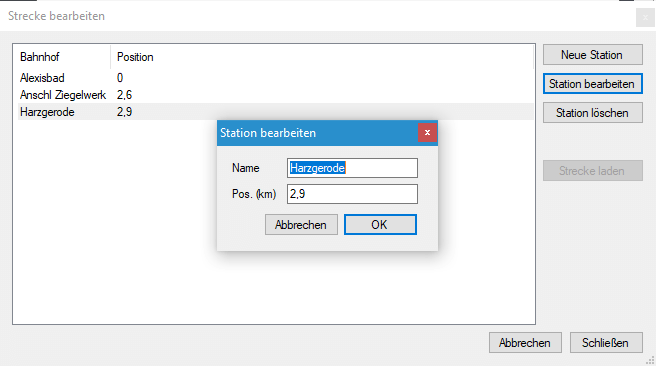 Strecke bearbeiten
x
Bahnhof Position
Alexisbad 0
Anschl Ziegelwerk 2,6
Harzgerode 2,9
Neue Station
Station bearbeiten
Station löschen
Strecke laden
Station bearbeiten
x
Name Harzgerode
Pos. (km) 2,9
Abbrechen OK
Abbrechen Schließen